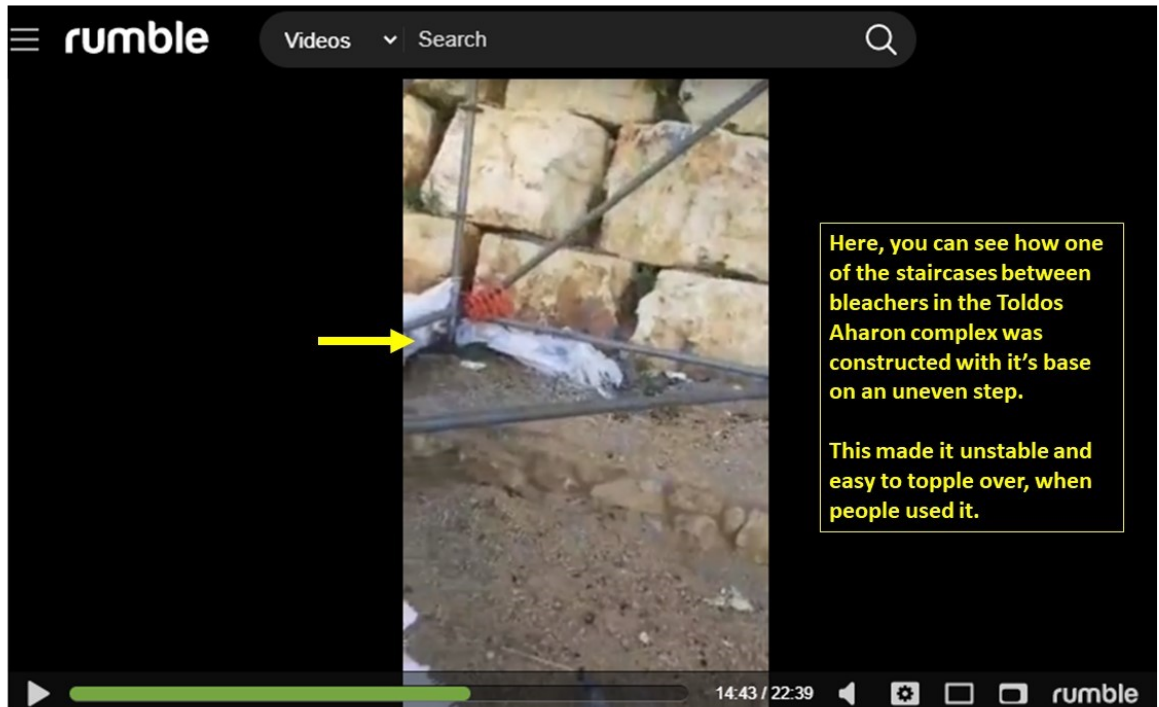 rumble
Videos
Search
Here, you can see how one
of the staircases between
bleachers in the Toldos
Aharon complex was
constructed with it's base
on an uneven step.
This made it unstable and
easy to topple over, when
people used it.
14:43 / 22:39
rumble